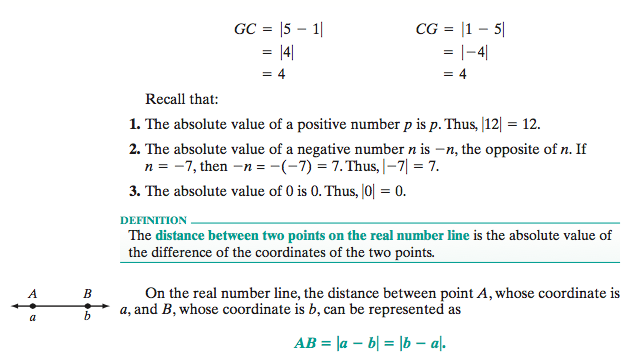 GC = |5 − 1| CG = |1 − 5|
= |4| = |−4|
= 4 = 4
Recall that:
1. The absolute value of a positive number p is p. Thus, |12| = 12.
2. The absolute value of a negative number n is −n, the opposite of n. If
n = −7, then −n = −(−7) = 7. Thus, |−7| = 7.
3. The absolute value of 0 is 0. Thus, |0| = 0.
DEFINITION
The distance between two points on the real number line is the absolute value of
the difference of the coordinates of the two points.
A B
a b
On the real number line, the distance between point A, whose coordinate is
a, and B, whose coordinate is b, can be represented as
AB = |a − b| = |b − a|.